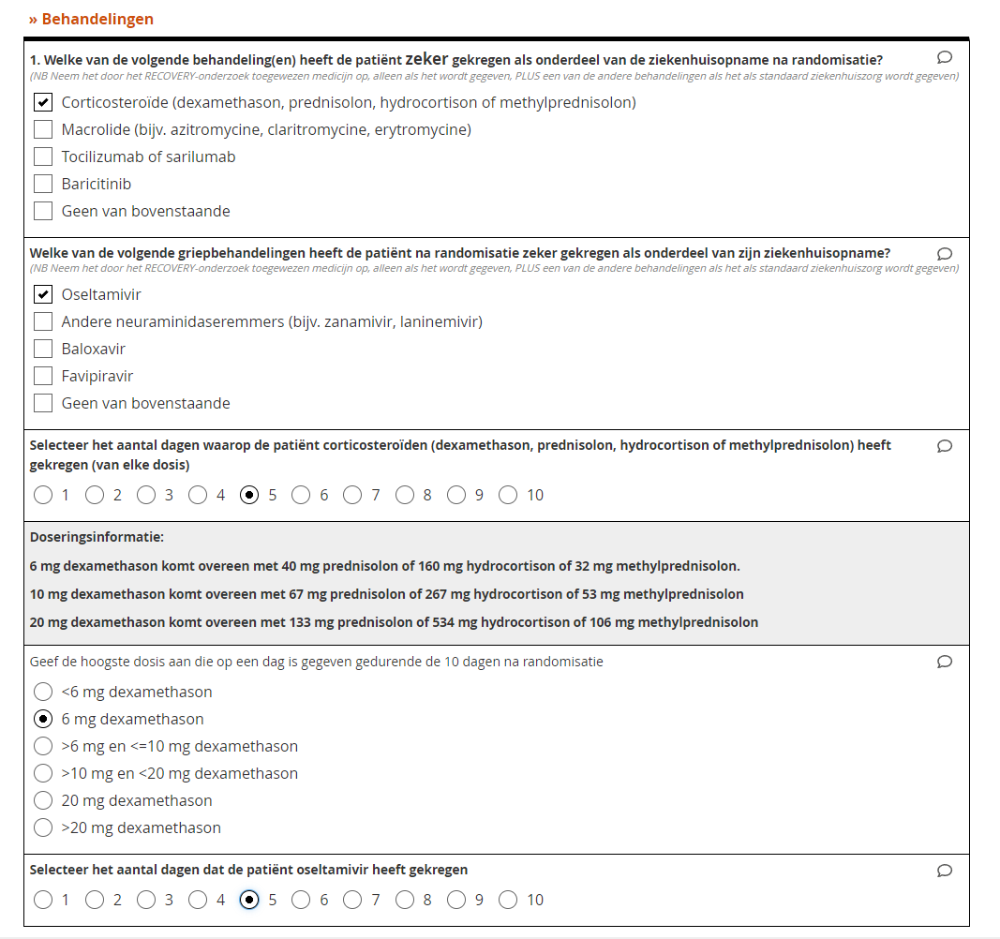 » Behandelingen
1. Welke van de volgende behandeling(en) heeft de patiënt zeker gekregen als onderdeel van de ziekenhuisopname na randomisatie?
(NB Neem het door het RECOVERY-onderzoek toegewezen medicijn op, alleen als het wordt gegeven, PLUS een van de andere behandelingen als het als standaard ziekenhuiszorg wordt gegeven)
Corticosteroïde (dexamethason, prednisolon, hydrocortison of methylprednisolon)
Macrolide (bijv. azitromycine, claritromycine, erytromycine)
Tocilizumab of sarilumab
Baricitinib
Geen van bovenstaande
Welke van de volgende griepbehandelingen heeft de patiënt na randomisatie zeker gekregen als onderdeel van zijn ziekenhuisopname?
(NB Neem het door het RECOVERY-onderzoek toegewezen medicijn op, alleen als het wordt gegeven, PLUS een van de andere behandelingen als het als standaard ziekenhuiszorg wordt gegeven)
Oseltamivir
Andere neuraminidaseremmers (bijv. zanamivir, laninemivir)
Baloxavir
Favipiravir
Geen van bovenstaande
Selecteer het aantal dagen waarop de patiënt corticosteroïden (dexamethason, prednisolon, hydrocortison of methylprednisolon) heeft
gekregen (van elke dosis)
1 2 3 4 5 6 7 8 9 10
Doseringsinformatie:
6 mg dexamethason komt overeen met 40 mg prednisolon of 160 mg hydrocortison of 32 mg methylprednisolon.
10 mg dexamethason komt overeen met 67 mg prednisolon of 267 mg hydrocortison of 53 mg methylprednisolon
20 mg dexamethason komt overeen met 133 mg prednisolon of 534 mg hydrocortison of 106 mg methylprednisolon
Geef de hoogste dosis aan die op een dag is gegeven gedurende de 10 dagen na randomisatie
<6 mg dexamethason
6 mg dexamethason
>6 mg en <=10 mg dexamethason
>10 mg en <20 mg dexamethason
20 mg dexamethason
>20 mg dexamethason
Selecteer het aantal dagen dat de patiënt oseltamivir heeft gekregen
1 2 3 4 5 6 7 8 9 10